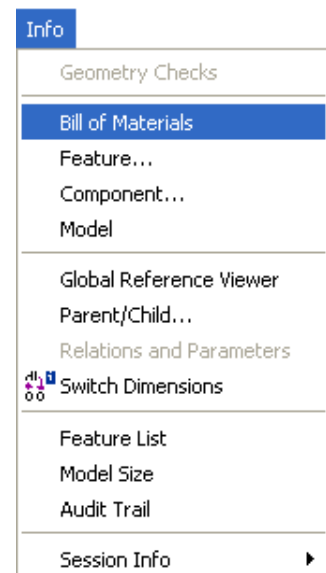 Info
Geometry Checks
Bill of Materials
Feature...
Component...
Model
Global Reference Viewer
Parent/Child...
Relations and Parameters
Switch Dimensions
Feature List
Model Size
Audit Trail
Session Info